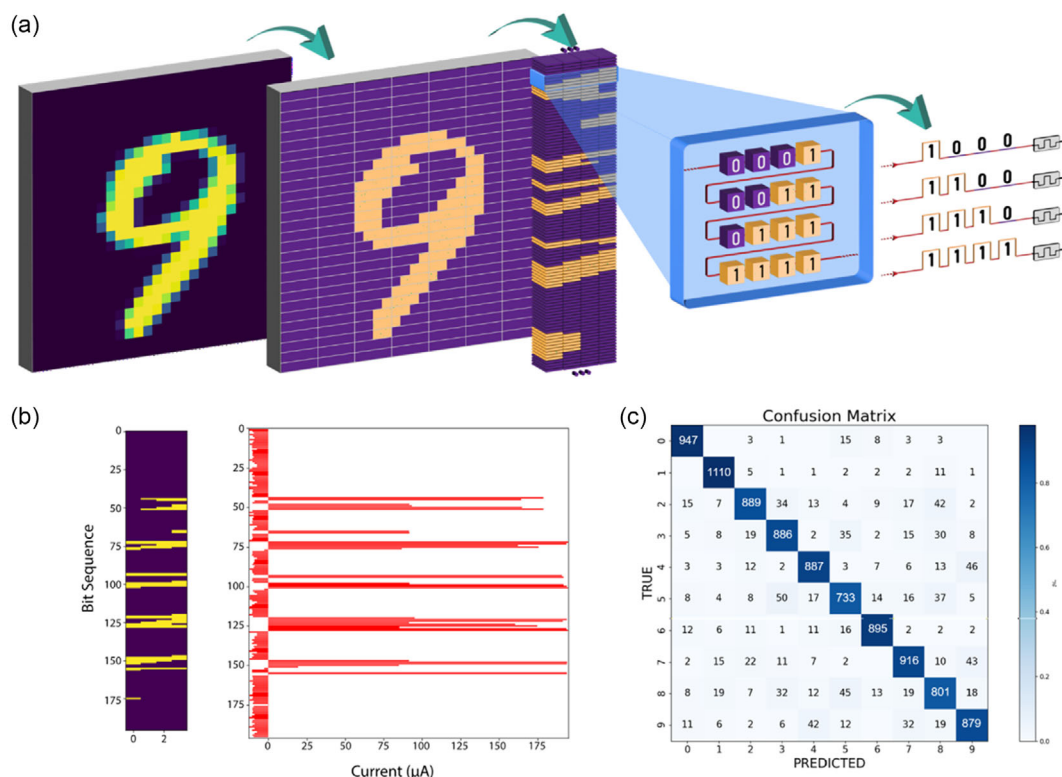 (a)
0 0 0 1
0 0 1 1
0 1 1 1
1 1 1 1
1 0 0 0
1 1 0 0
1 1 1 0
1 1 1 1
(b)
Bit Sequence
0
25
50
75
100
125
150
175
0 2
0
25
50
75
100
125
150
175
0 25 50 75 100 125 150 175
Current (μA)
(c)
Confusion Matrix
TRUE
0 947 3 1 15 8 3 3
1 1110 5 1 1 2 2 2 11 1
2 15 7 889 34 13 4 9 17 42 2
3 5 8 19 886 2 35 2 15 30 8
4 3 3 12 2 887 7 6 13 46
5 8 4 8 50 17 733 14 16 37 5
6 12 6 11 1 11 16 895 2 2 2
7 2 15 22 11 7 2 916 10 43
8 8 19 7 32 12 45 13 19 801 18
9 11 6 2 6 42 12 32 19 879
0 1 2 3 4 5 6 7 8 9
PREDICTED
0.8
0.6
0.4
0.2
0.0